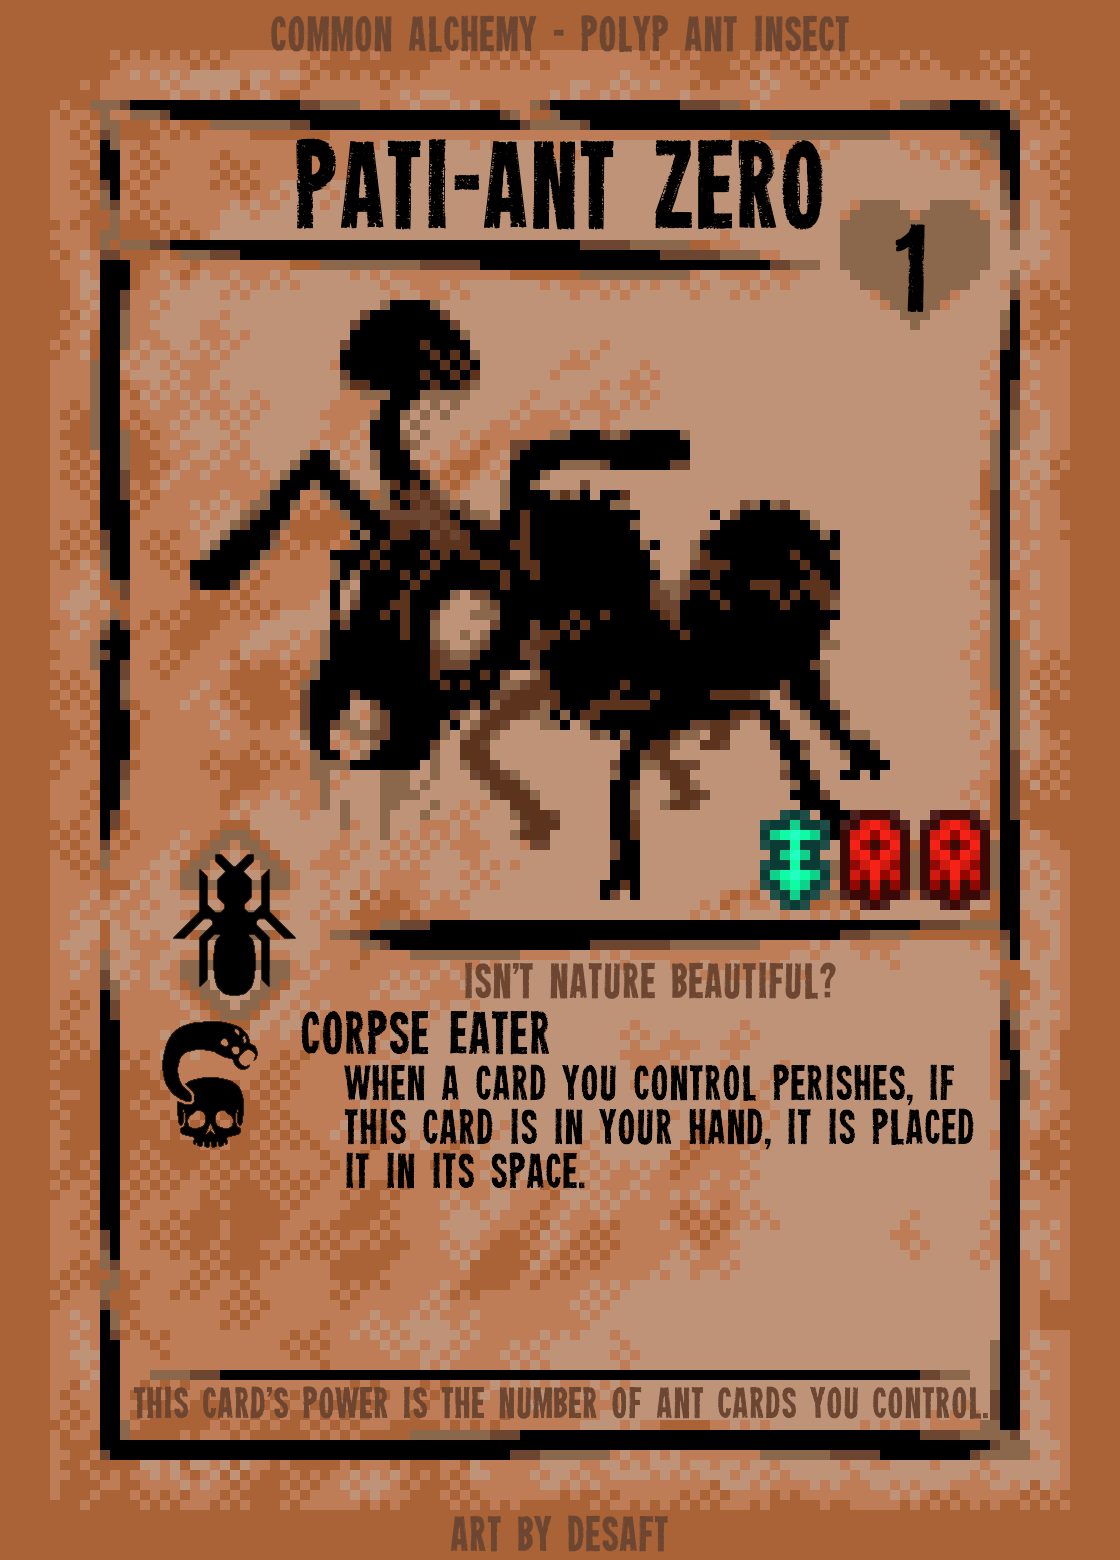 COMMON ALCHEMY - POLYP ANT INSECT
PATI-ANT ZERO
1
ISN'T NATURE BEAUTIFUL?
CORPSE EATER
WHEN A CARD YOU CONTROL PERISHES, IF
THIS CARD IS IN YOUR HAND, IT IS PLACED
IT IN ITS SPACE.
THIS CARD'S POWER IS THE NUMBER OF ANT CARDS YOU CONTROL.
ART BY DESAFT